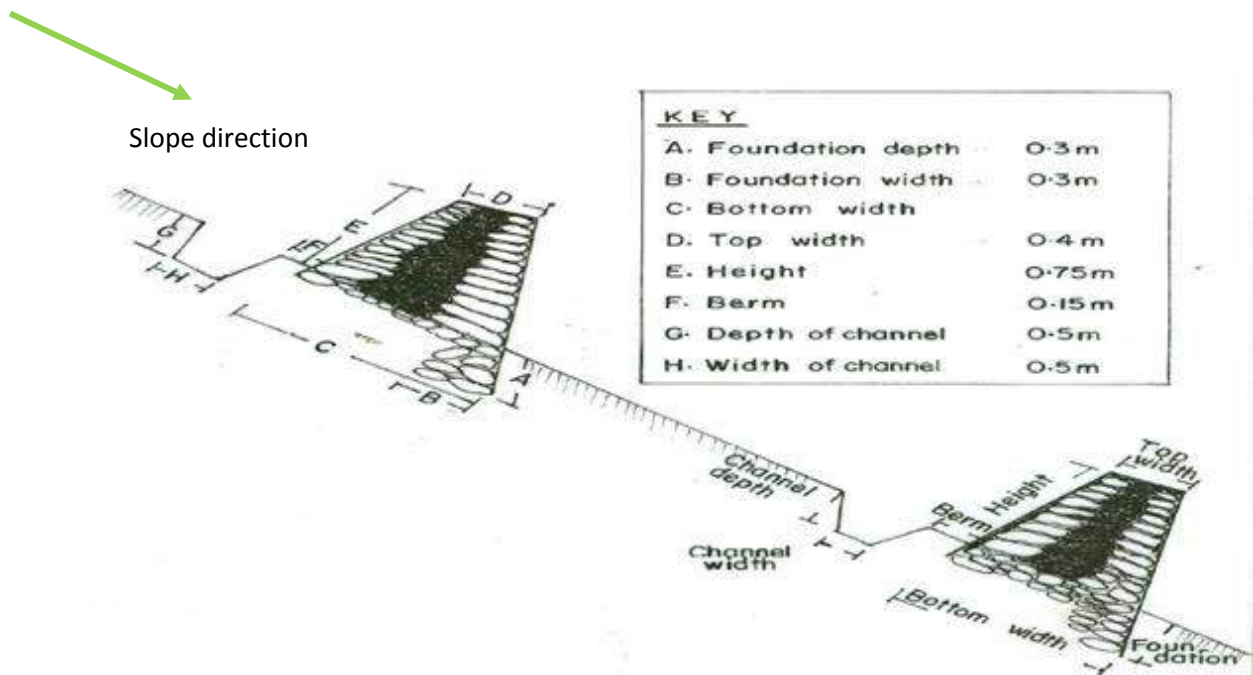 Slope direction
KEY
A. Foundation depth 0.3m
B. Foundation width 0.3m
C. Bottom width
D. Top width 0.4m
E. Height 0.75m
F. Berm 0.15m
G. Depth of channel 0.5m
H. Width of channel 0.5m
D
E
F
G
H
C
B
A
Top
width
Height
Berm
Channel
depth
Channel
width
Bottom width
Foun-
dation